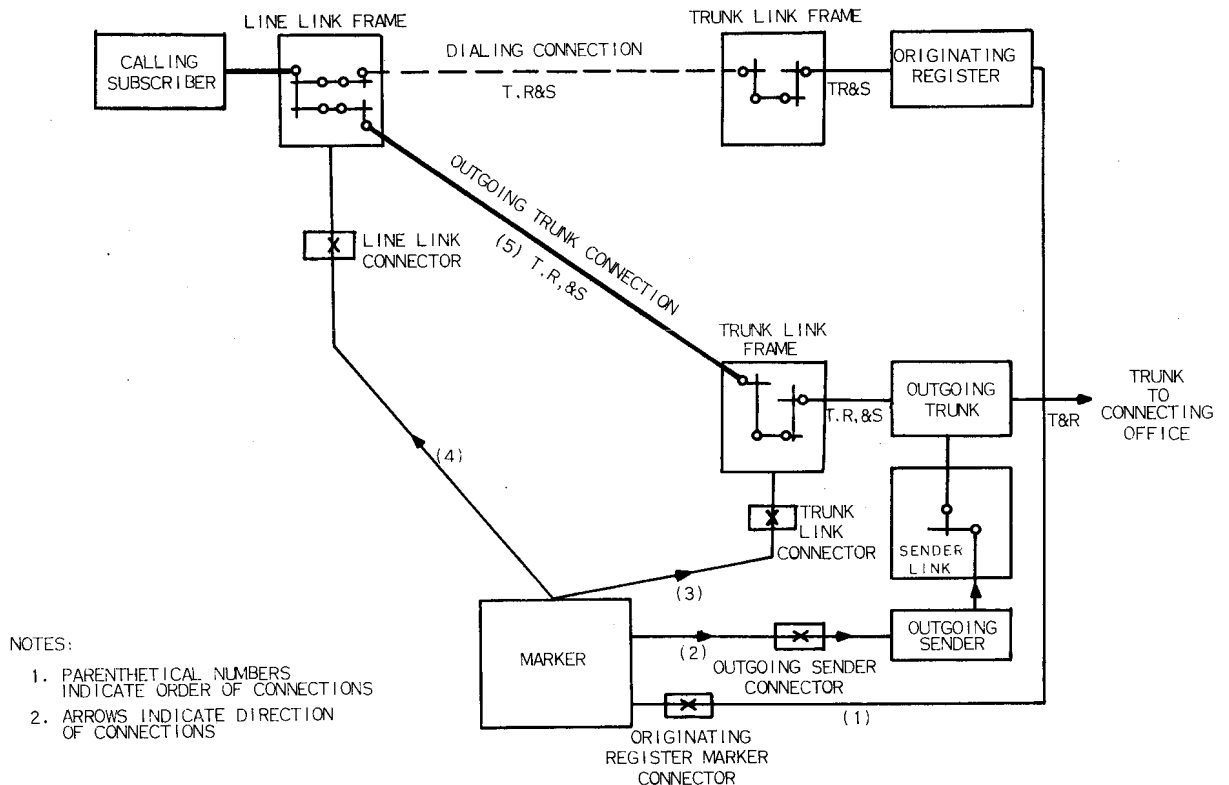 LINE LINK FRAME
TRUNK LINK FRAME
CALLING
SUBSCRIBER
DIALING CONNECTION
T.R&S
TR&S
ORIGINATING
REGISTER
OUTGOING TRUNK CONNECTION
(5) T.R,&S
LINE LINK
CONNECTOR
TRUNK LINK
FRAME
T.R,&S
OUTGOING
TRUNK
T&R
TRUNK
TO
CONNECTING
OFFICE
(4)
TRUNK
LINK
CONNECTOR
SENDER
LINK
(3)
MARKER
(2)
OUTGOING SENDER
CONNECTOR
OUTGOING
SENDER
(1)
ORIGINATING
REGISTER MARKER
CONNECTOR
NOTES:
1. PARENTHETICAL NUMBERS
INDICATE ORDER OF CONNECTIONS
2. ARROWS INDICATE DIRECTION
OF CONNECTIONS